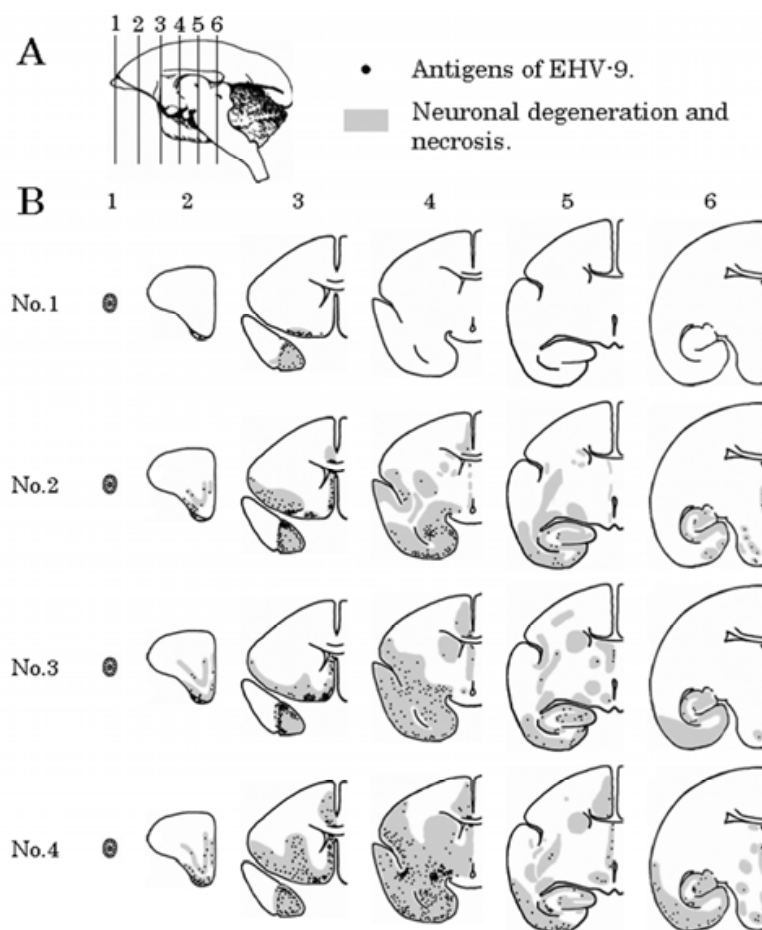 1 2 3 4 5 6
A
Antigens of EHV-9.
Neuronal degeneration and
necrosis.
B
1 2 3 4 5 6
No.1
No.2
No.3
No.4